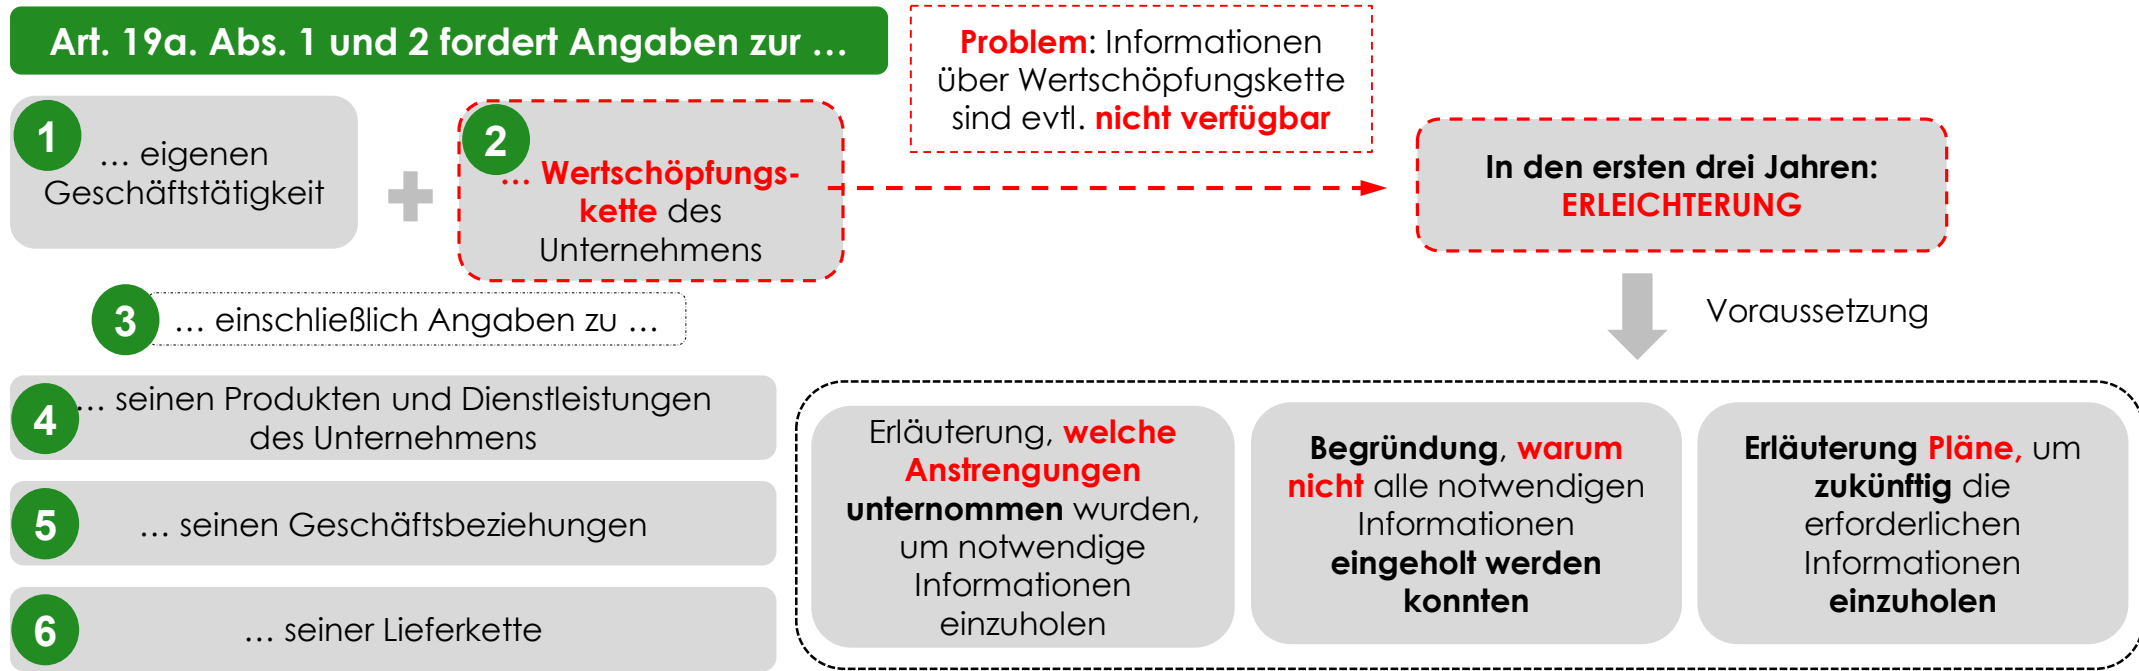 Art. 19a. Abs. 1 und 2 fordert Angaben zur …
Problem: Informationen
über Wertschöpfungskette
sind evtl. nicht verfügbar
1
… eigenen
Geschäftstätigkeit
2
… Wertschöpfungs-
kette des
Unternehmens
In den ersten drei Jahren:
ERLEICHTERUNG
3
… einschließlich Angaben zu …
Voraussetzung
4
… seinen Produkten und Dienstleistungen
des Unternehmens
5
… seinen Geschäftsbeziehungen
6
… seiner Lieferkette
Erläuterung, welche
Anstrengungen
unternommen wurden,
um notwendige
Informationen
einzuholen
Begründung, warum
nicht alle notwendigen
Informationen
eingeholt werden
konnten
Erläuterung Pläne, um
zukünftig die
erforderlichen
Informationen
einzuholen